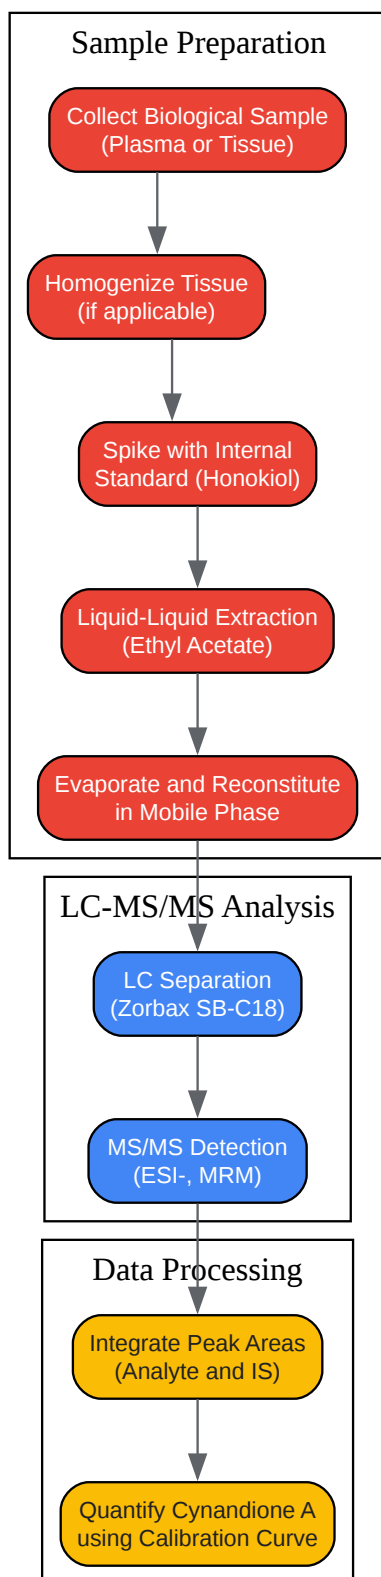 Sample Preparation
Collect Biological Sample
(Plasma or Tissue)
Homogenize Tissue
(if applicable)
Spike with Internal
Standard (Honokiol)
Liquid-Liquid Extraction
(Ethyl Acetate)
Evaporate and Reconstitute
in Mobile Phase
LC-MS/MS Analysis
LC Separation
(Zorbax SB-C18)
MS/MS Detection
(ESI-, MRM)
Data Processing
Integrate Peak Areas
(Analyte and IS)
Quantify Cynandione A
using Calibration Curve